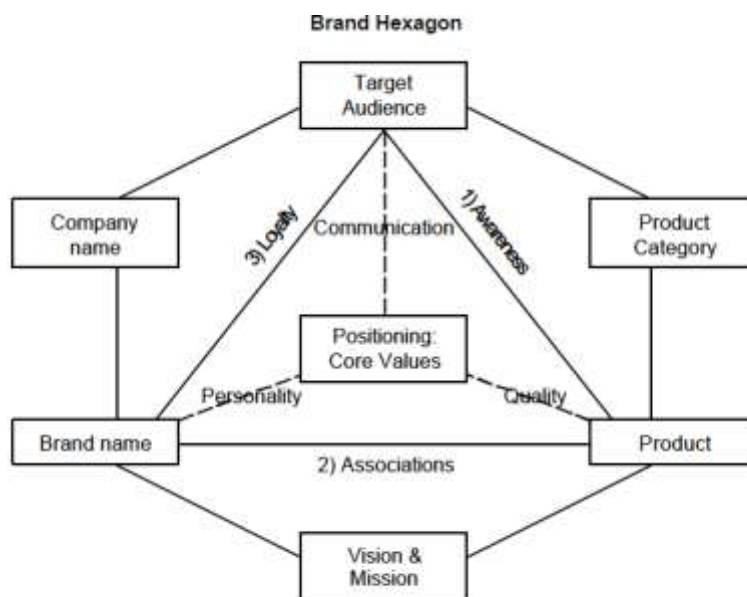 Brand Hexagon
Target
Audience
Company
name
3) Loyalty
Communication
1) Awareness
Product
Category
Positioning:
Core Values
Personality
Quality
Brand name
2) Associations
Product
Vision &
Mission